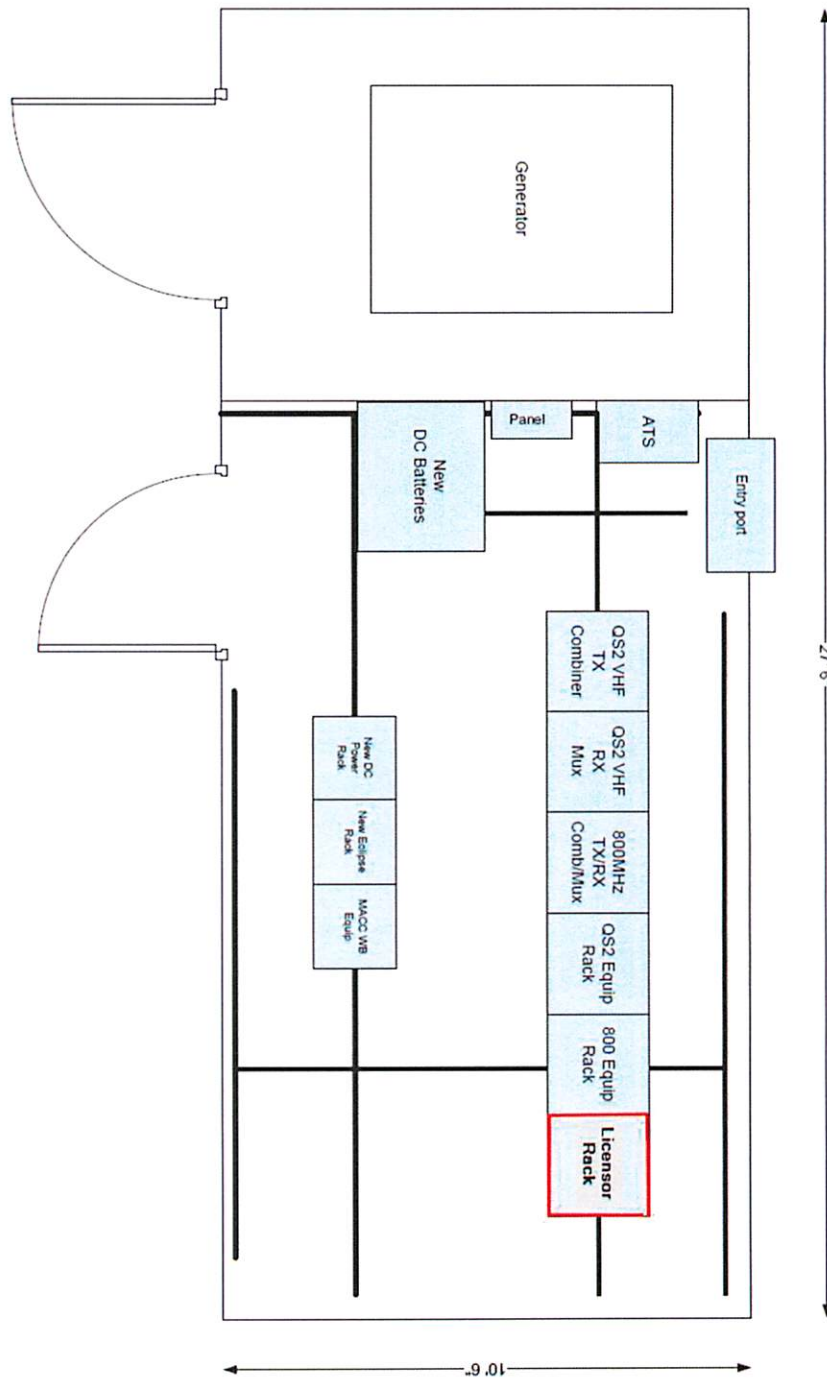 Generator
ATS
Panel
New
DC Batteries
Entry port
QS2 VHF
TX
Combiner
QS2 VHF
RX
Mux
800MHz
TX/RX
Comb/Mux
QS2 Equip
Rack
800 Equip
Rack
Licensor
Rack
New DC
Power
Rack
New Eclipse
Rack
MACC WB
Equip
10' 6"